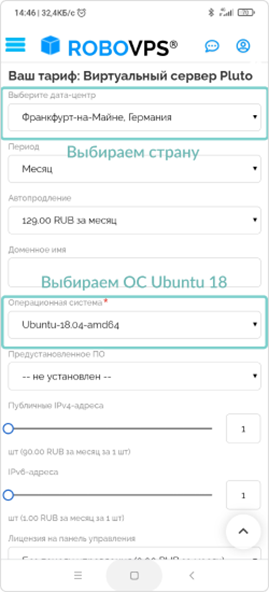 14:46 | 32,4КБ/с
70
ROBOVPS®
Ваш тариф: Виртуальный сервер Pluto
Выберите дата-центр
Франкфурт-на-Майне, Германия
Выбираем страну
Период
Месяц
Автопродление
129.00 RUB за месяц
Доменное имя
Выбираем ОС Ubuntu 18
Операционная система *
Ubuntu-18.04-amd64
Предустановленное ПО
-- не установлен --
Публичные IPv4-адреса
1
шт (90.00 RUB за месяц за 1 шт)
IPv6-адреса
1
шт (1.00 RUB за месяц за 1 шт)
Лицензия на панель управления